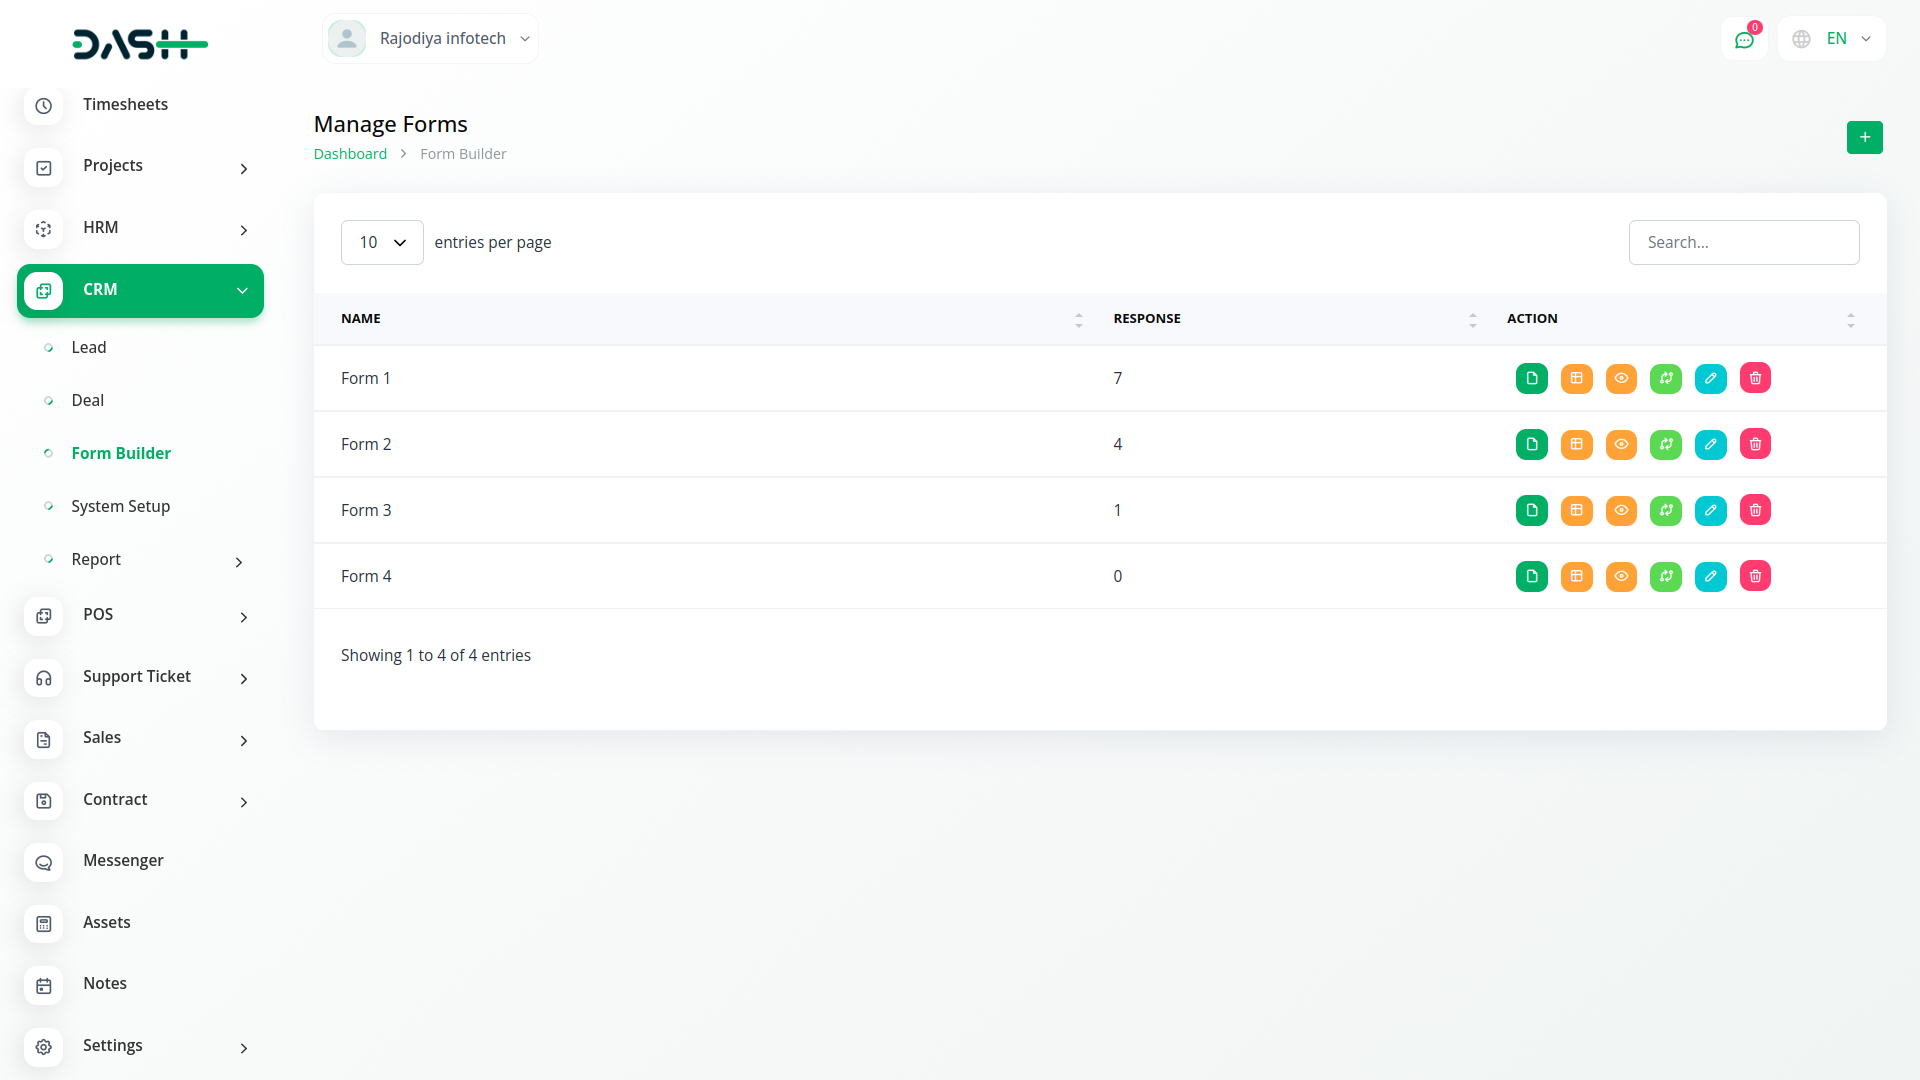 DASH
Rajodiya infotech
0
EN
Timesheets
Projects
HRM
CRM
Lead
Deal
Form Builder
System Setup
Report
POS
Support Ticket
Sales
Contract
Messenger
Assets
Notes
Settings
Manage Forms
Dashboard Form Builder
+
10 entries per page
Search...
NAME RESPONSE ACTION
Form 1 7
Form 2 4
Form 3 1
Form 4 0
Showing 1 to 4 of 4 entries